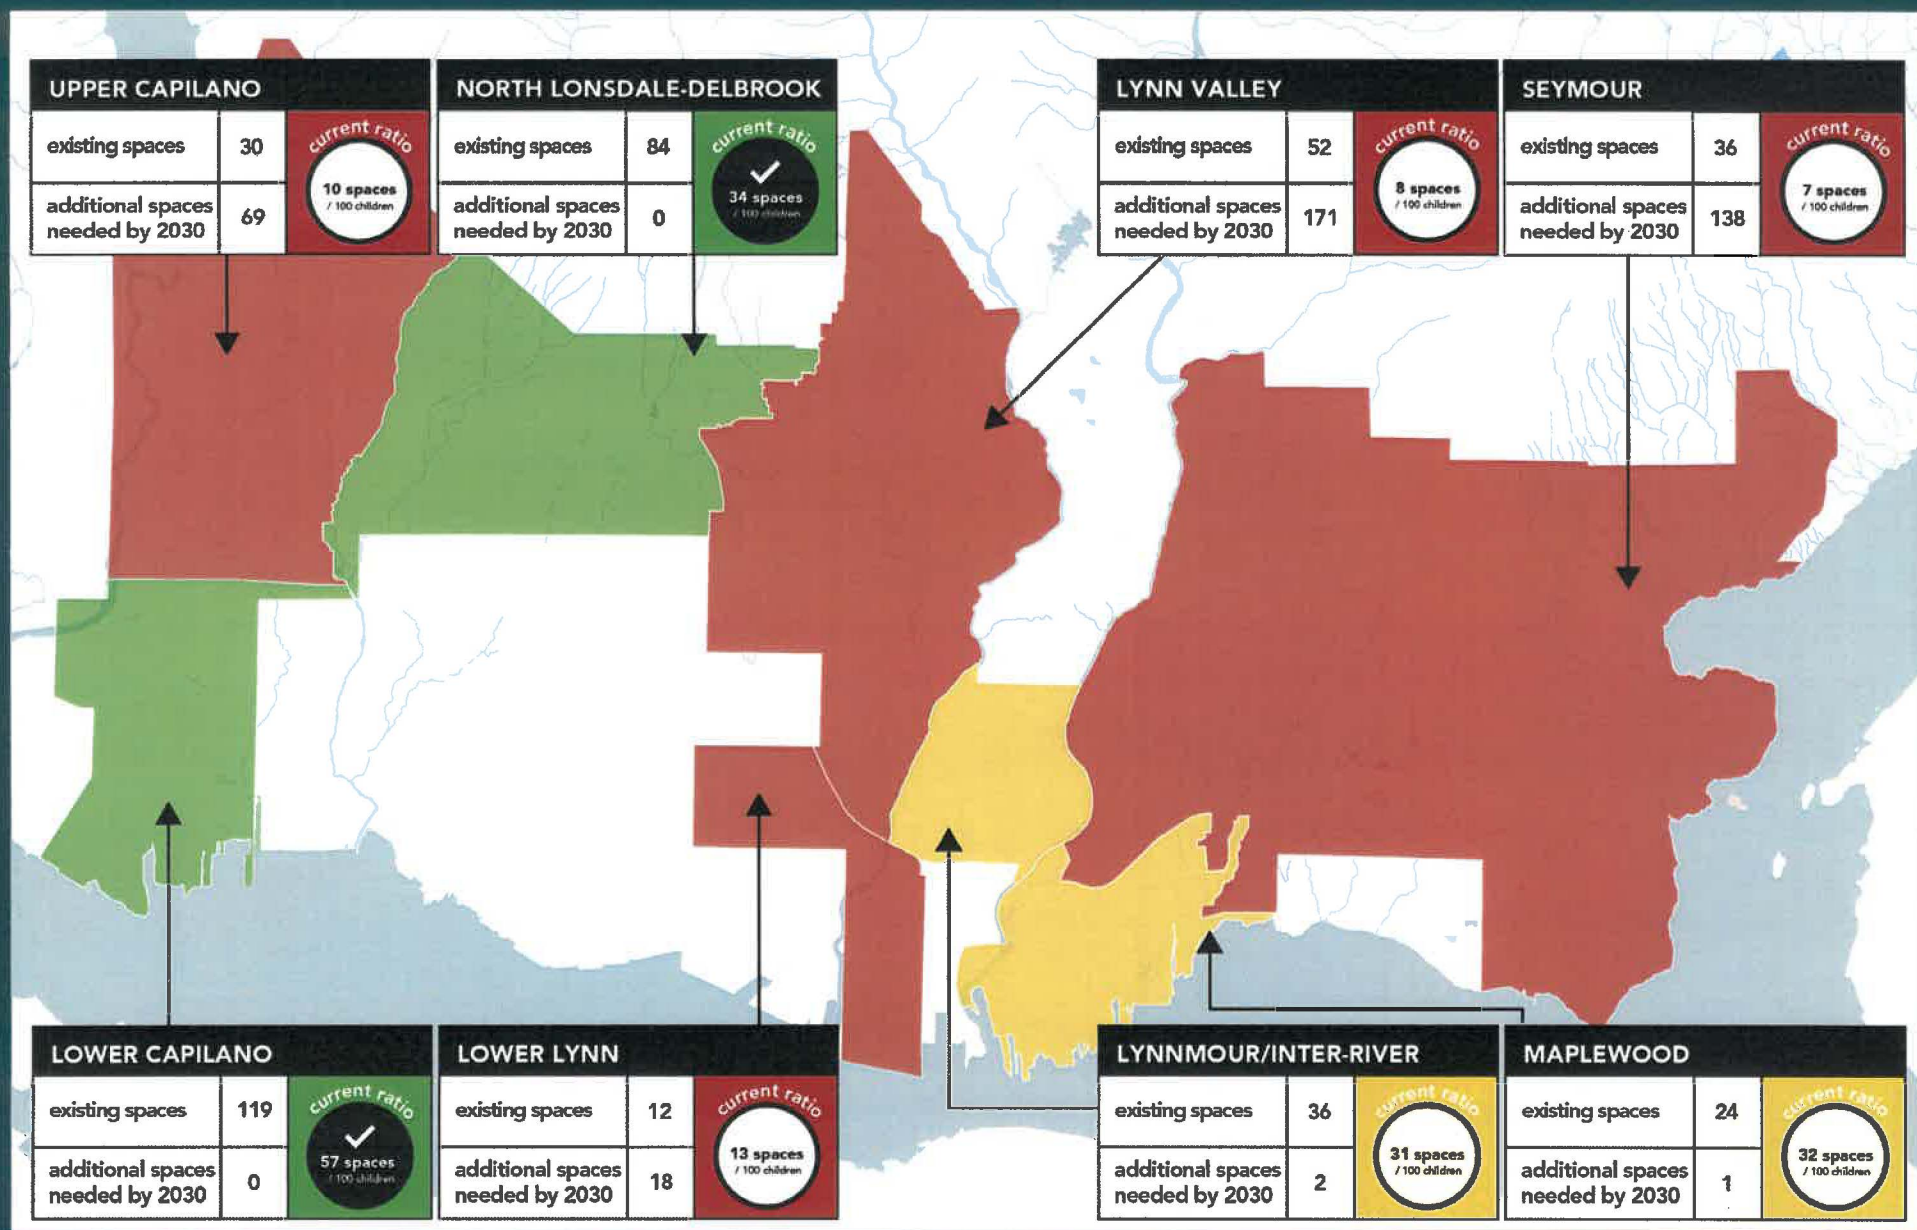 UPPER CAPILANO
existing spaces 30
additional spaces
needed by 2030 69
current ratio
10 spaces
/ 100 children
NORTH LONSDALE-DELBROOK
existing spaces 84
additional spaces
needed by 2030 0
current ratio
34 spaces
/ 100 children
LYNN VALLEY
existing spaces 52
additional spaces
needed by 2030 171
current ratio
8 spaces
/ 100 children
SEYMOUR
existing spaces 36
additional spaces
needed by 2030 138
current ratio
7 spaces
/ 100 children
LOWER CAPILANO
existing spaces 119
additional spaces
needed by 2030 0
current ratio
57 spaces
/ 100 children
LOWER LYNN
existing spaces 12
additional spaces
needed by 2030 18
current ratio
13 spaces
/ 100 children
LYNNMOUR/INTER-RIVER
existing spaces 36
additional spaces
needed by 2030 2
current ratio
31 spaces
/ 100 children
MAPLEWOOD
existing spaces 24
additional spaces
needed by 2030 1
current ratio
32 spaces
/ 100 children